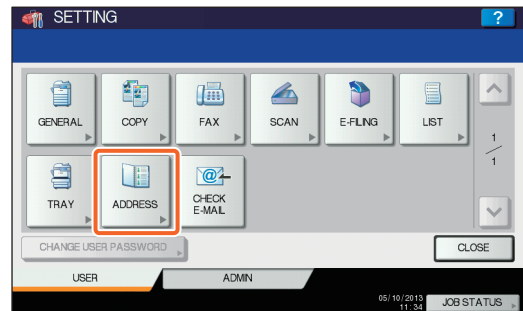 SETTING
?
GENERAL
COPY
FAX
SCAN
E-FILING
LIST
1
1
TRAY
ADDRESS
CHECK
E-MAIL
CHANGE USER PASSWORD
CLOSE
USER
ADMIN
05/10/2013
11:34
JOB STATUS